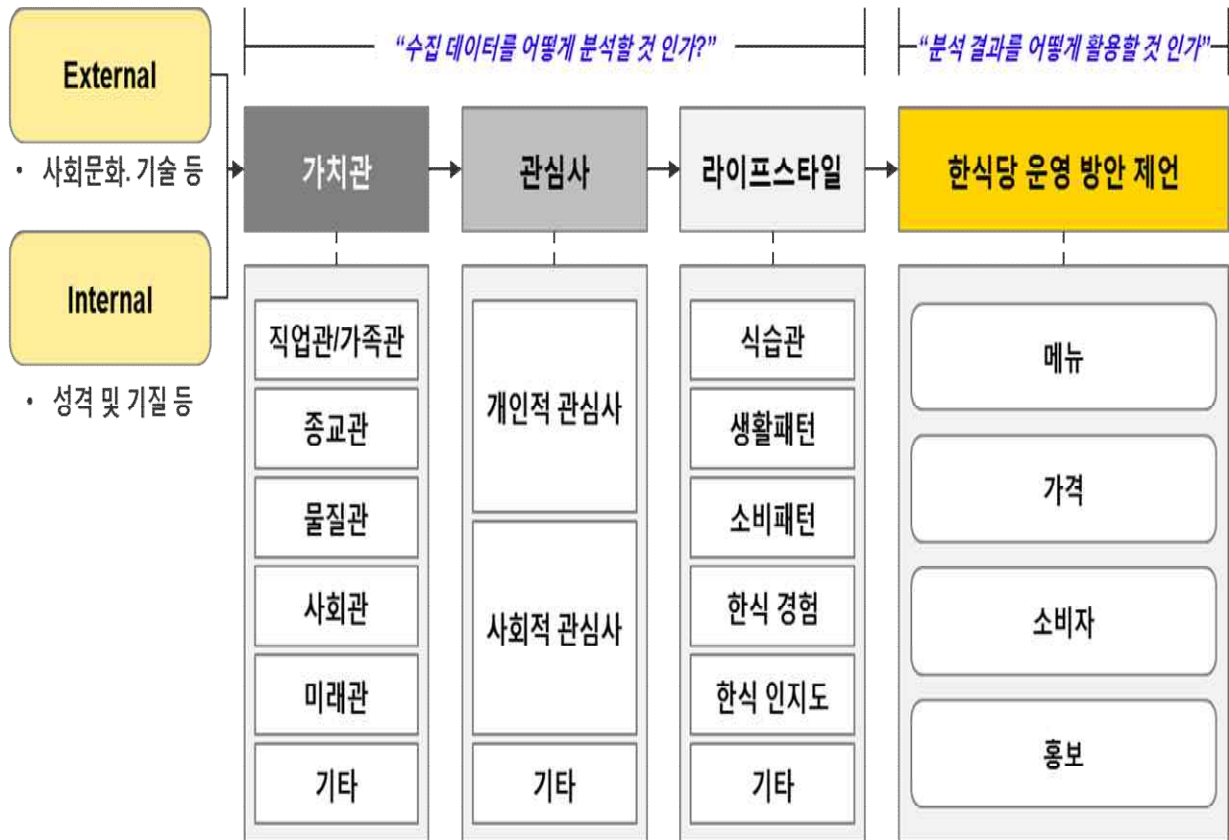 “수집 데이터를 어떻게 분석할 것 인가?”
“분석 결과를 어떻게 활용할 것 인가”
External
• 사회문화. 기술 등
Internal
• 성격 및 기질 등
가치관
관심사
라이프스타일
한식당 운영 방안 제언
직업관/가족관
종교관
물질관
사회관
미래관
기타
개인적 관심사
사회적 관심사
기타
식습관
생활패턴
소비패턴
한식 경험
한식 인지도
기타
메뉴
가격
소비자
홍보